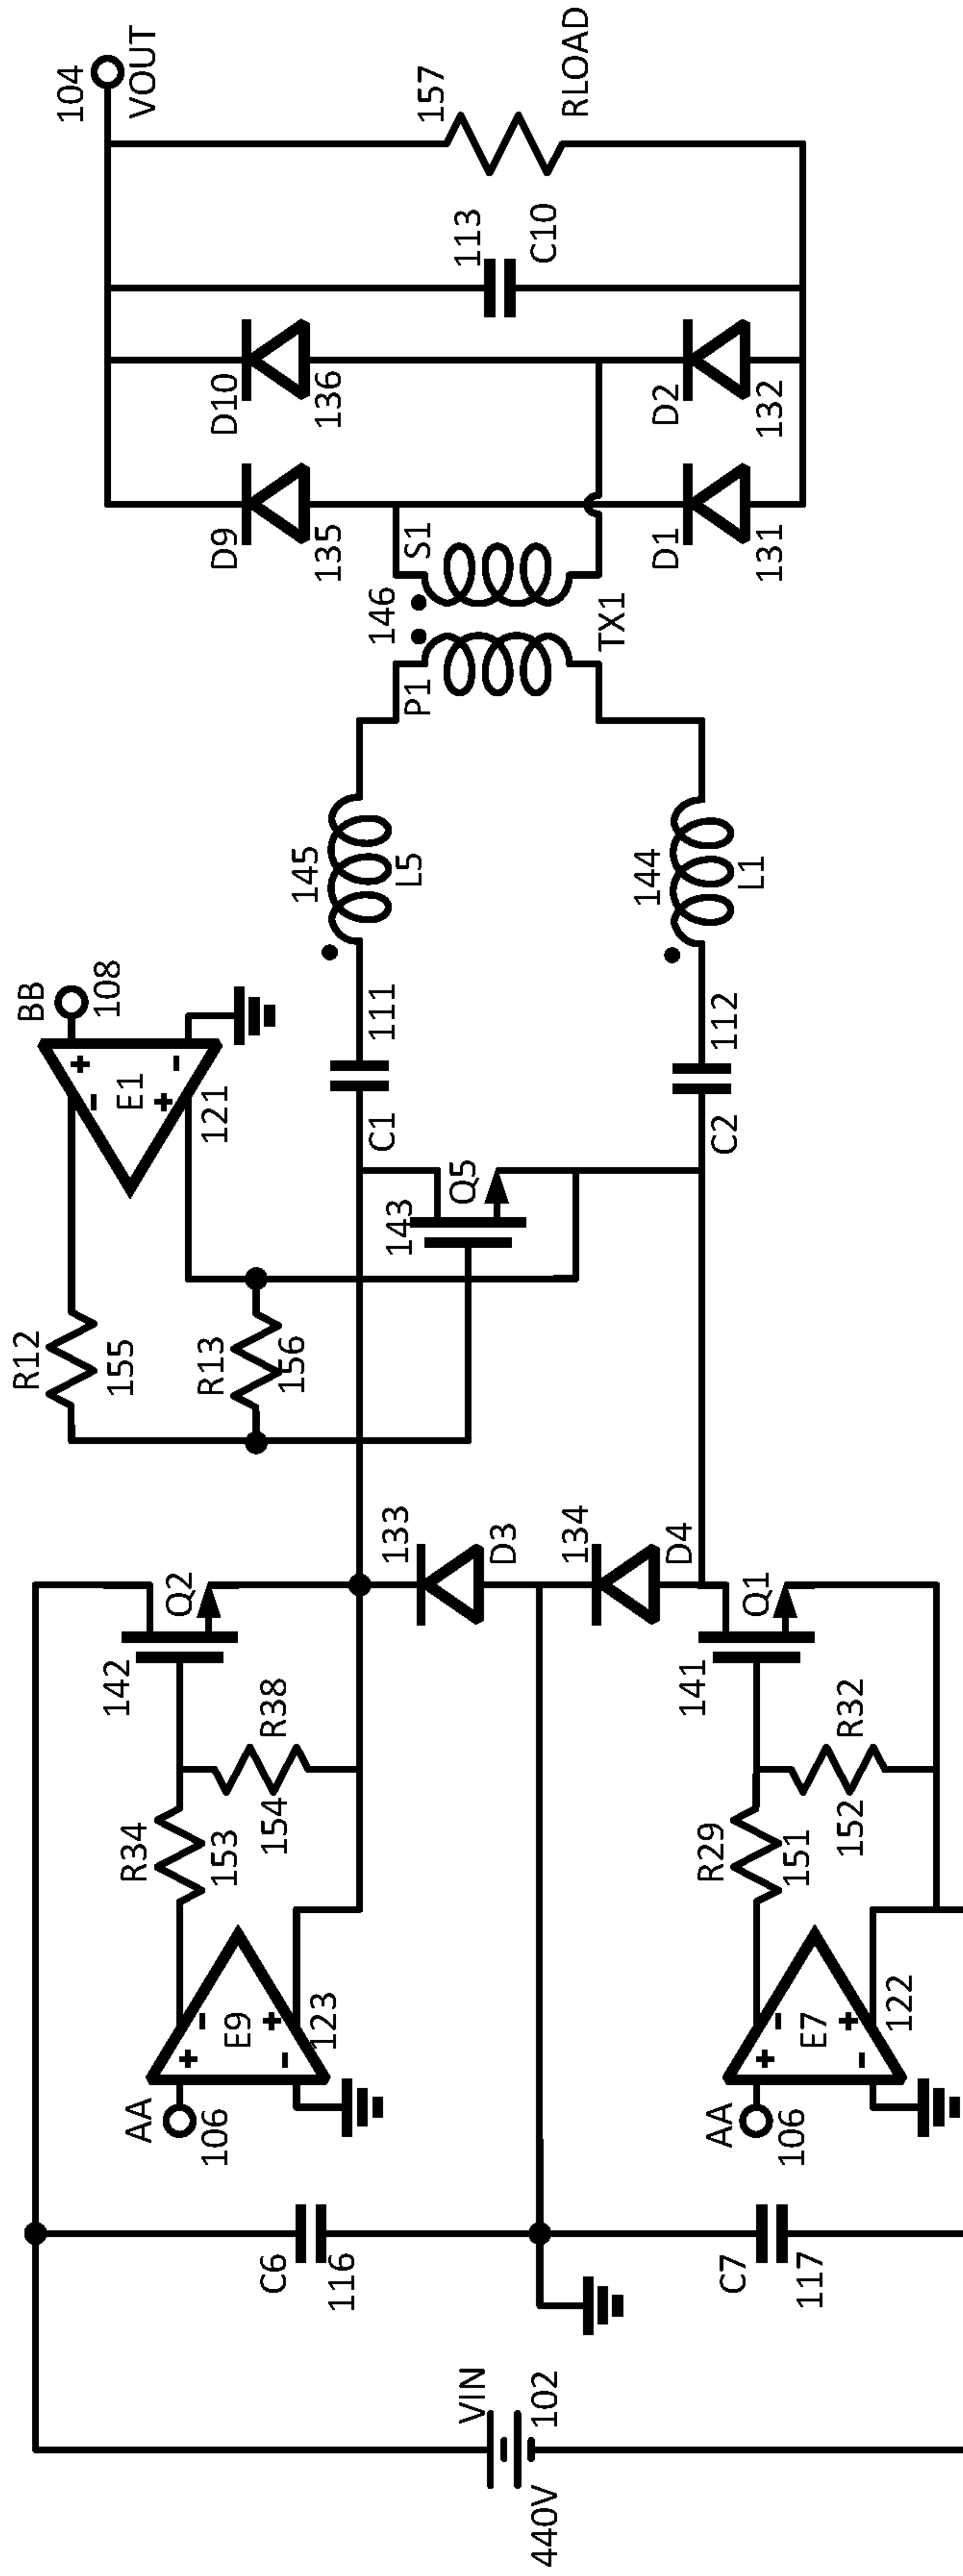 440V
VIN
102
C6
116
C7
117
AA
106
E9
+
-
-
+
123
R34
153
R38
154
142
Q2
AA
106
E7
+
-
-
+
122
R29
151
R32
152
141
Q1
133
D3
134
D4
R12
155
R13
156
BB
108
E1
+
-
-
+
121
143
Q5
C1
111
C2
112
145
L5
144
L1
P1
146
S1
TX1
D9
135
D10
136
D1
131
D2
132
113
C10
157
RLOAD
104
VOUT